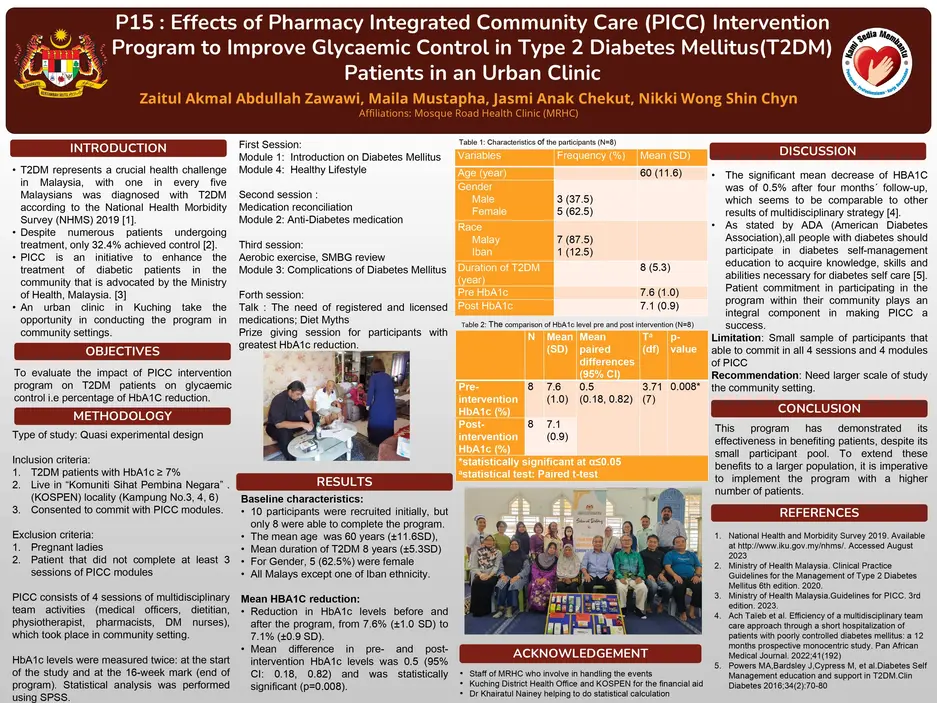 P15 : Effects of Pharmacy Integrated Community Care (PICC) Intervention
Program to Improve Glycaemic Control in Type 2 Diabetes Mellitus(T2DM)
Patients in an Urban Clinic
Zaitul Akmal Abdullah Zawawi, Maila Mustapha, Jasmi Anak Chekut, Nikki Wong Shin Chyn
Affiliations: Mosque Road Health Clinic (MRHC)
Kami Sedia Membantu
INTRODUCTION
• T2DM represents a crucial health challenge
in Malaysia, with one in every five
Malaysians was diagnosed with T2DM
according to the National Health Morbidity
Survey (NHMS) 2019 [1].
• Despite numerous patients undergoing
treatment, only 32.4% achieved control [2].
• PICC is an initiative to enhance the
treatment of diabetic patients in the
community that is advocated by the Ministry
of Health, Malaysia. [3]
• An urban clinic in Kuching take the
opportunity in conducting the program in
community settings.
OBJECTIVES
To evaluate the impact of PICC intervention
program on T2DM patients on glycaemic
control i.e percentage of HbA1C reduction.
METHODOLOGY
Type of study: Quasi experimental design
Inclusion criteria:
1. T2DM patients with HbA1c ≥ 7%
2. Live in “Komuniti Sihat Pembina Negara” .
(KOSPEN) locality (Kampung No.3, 4, 6)
3. Consented to commit with PICC modules.
Exclusion criteria:
1. Pregnant ladies
2. Patient that did not complete at least 3
sessions of PICC modules
PICC consists of 4 sessions of multidisciplinary
team activities (medical officers, dietitian,
physiotherapist, pharmacists, DM nurses),
which took place in community setting.
HbA1c levels were measured twice: at the start
of the study and at the 16-week mark (end of
program). Statistical analysis was performed
using SPSS.
First Session:
Module 1: Introduction on Diabetes Mellitus
Module 4: Healthy Lifestyle
Second session :
Medication reconciliation
Module 2: Anti-Diabetes medication
Third session:
Aerobic exercise, SMBG review
Module 3: Complications of Diabetes Mellitus
Forth session:
Talk : The need of registered and licensed
medications; Diet Myths
Prize giving session for participants with
greatest HbA1c reduction.
RESULTS
Baseline characteristics:
• 10 participants were recruited initially, but
only 8 were able to complete the program.
• The mean age was 60 years (±11.6SD),
• Mean duration of T2DM 8 years (±5.3SD)
• For Gender, 5 (62.5%) were female
• All Malays except one of Iban ethnicity.
Mean HBA1C reduction:
• Reduction in HbA1c levels before and
after the program, from 7.6% (±1.0 SD) to
7.1% (±0.9 SD).
• Mean difference in pre- and post-
intervention HbA1c levels was 0.5 (95%
CI: 0.18, 0.82) and was statistically
significant (p=0.008).
Table 1: Characteristics of the participants (N=8)
Variables Frequency (%) Mean (SD)
Age (year) 60 (11.6)
Gender
Male 3 (37.5)
Female 5 (62.5)
Race
Malay 7 (87.5)
Iban 1 (12.5)
Duration of T2DM 8 (5.3)
(year)
Pre HbA1c 7.6 (1.0)
Post HbA1c 7.1 (0.9)
Table 2: The comparison of HbA1c level pre and post intervention (N=8)
N Mean Mean Tᵃ p-
(SD) paired (df) value
differences
(95% CI)
Pre- 8 7.6 0.5 3.71 0.008*
intervention (1.0) (0.18, 0.82) (7)
HbA1c (%)
Post- 8 7.1
intervention (0.9)
HbA1c (%)
*statistically significant at α≤0.05
ᵃstatistical test: Paired t-test
ACKNOWLEDGEMENT
• Staff of MRHC who involve in handling the events
• Kuching District Health Office and KOSPEN for the financial aid
• Dr Khairatul Nainey helping to do statistical calculation
DISCUSSION
• The significant mean decrease of HBA1C
was of 0.5% after four months´ follow-up,
which seems to be comparable to other
results of multidisciplinary strategy [4].
• As stated by ADA (American Diabetes
Association),all people with diabetes should
participate in diabetes self-management
education to acquire knowledge, skills and
abilities necessary for diabetes self care [5].
Patient commitment in participating in the
program within their community plays an
integral component in making PICC a
success.
Limitation: Small sample of participants that
able to commit in all 4 sessions and 4 modules
of PICC
Recommendation: Need larger scale of study
the community setting.
CONCLUSION
This program has demonstrated its
effectiveness in benefiting patients, despite its
small participant pool. To extend these
benefits to a larger population, it is imperative
to implement the program with a higher
number of patients.
REFERENCES
1. National Health and Morbidity Survey 2019. Available
at http://www.iku.gov.my/nhms/. Accessed August
2023
2. Ministry of Health Malaysia. Clinical Practice
Guidelines for the Management of Type 2 Diabetes
Mellitus 6th edition. 2020.
3. Ministry of Health Malaysia.Guidelines for PICC. 3rd
edition. 2023.
4. Ach Taieb et al. Efficiency of a multidisciplinary team
care approach through a short hospitalization of
patients with poorly controlled diabetes mellitus: a 12
months prospective monocentric study. Pan African
Medical Journal. 2022;41(192)
5. Powers MA,Bardsley J,Cypress M, et al.Diabetes Self
Management education and support in T2DM.Clin
Diabetes 2016;34(2):70-80